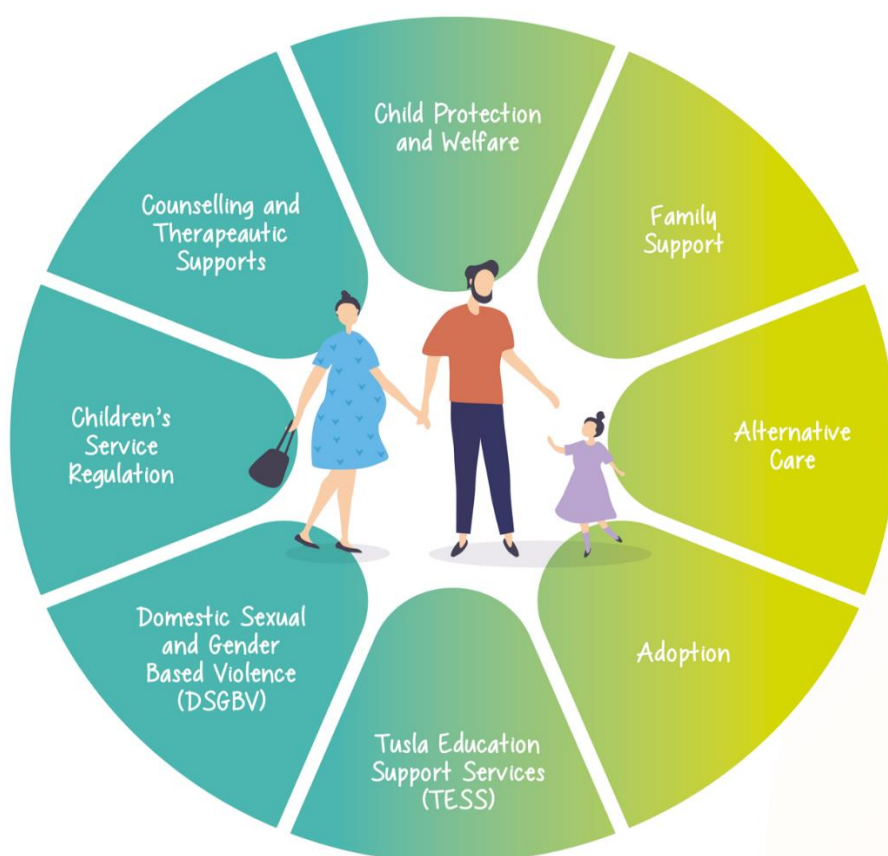 Child Protection
and Welfare
Family
Support
Alternative
Care
Adoption
Tusla Education
Support Services
(TESS)
Domestic Sexual
and Gender
Based Violence
(DSGBV)
Children's
Service
Regulation
Counselling and
Therapeautic
Supports